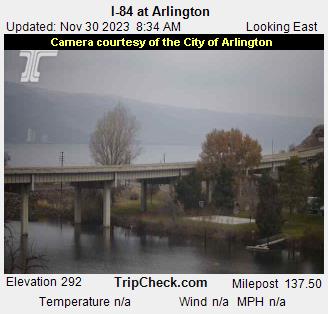 I-84 at Arlington
Updated: Nov 30 2023 8:34 AM Looking East
Camera courtesy of the City of Arlington
Elevation 292 TripCheck.com Milepost 137.50
Temperature n/a Wind n/a MPH n/a